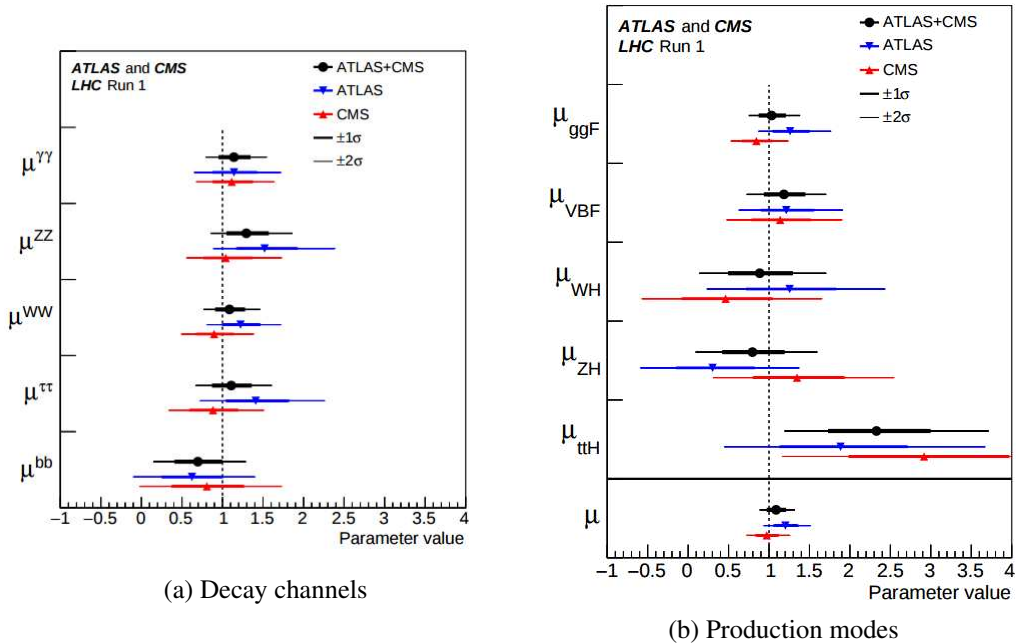 ATLAS and CMS
LHC Run 1
ATLAS+CMS
ATLAS
CMS
±1σ
±2σ
μ^γγ
μ^ZZ
μ^WW
μ^ττ
μ^bb
−1 −0.5 0 0.5 1 1.5 2 2.5 3 3.5 4
Parameter value
(a) Decay channels
ATLAS and CMS
LHC Run 1
ATLAS+CMS
ATLAS
CMS
±1σ
±2σ
μ_ggF
μ_VBF
μ_WH
μ_ZH
μ_ttH
μ
−1 −0.5 0 0.5 1 1.5 2 2.5 3 3.5 4
Parameter value
(b) Production modes